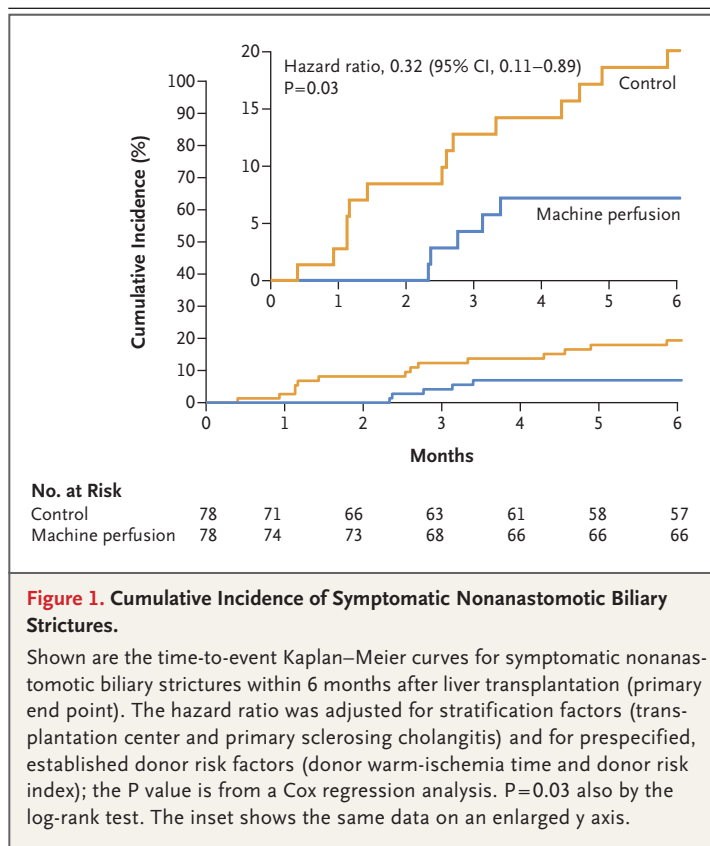 20
15
10
5
0
Hazard ratio, 0.32 (95% CI, 0.11–0.89)
P=0.03
Control
Machine perfusion
0 1 2 3 4 5 6
Cumulative Incidence (%)
100
90
80
70
60
50
40
30
20
10
0
0 1 2 3 4 5 6
Months
No. at Risk
Control 78 71 66 63 61 58 57
Machine perfusion 78 74 73 68 66 66 66
Figure 1. Cumulative Incidence of Symptomatic Nonanastomotic Biliary
Strictures.
Shown are the time-to-event Kaplan–Meier curves for symptomatic nonanas-
tomotic biliary strictures within 6 months after liver transplantation (primary
end point). The hazard ratio was adjusted for stratification factors (trans-
plantation center and primary sclerosing cholangitis) and for prespecified,
established donor risk factors (donor warm-ischemia time and donor risk
index); the P value is from a Cox regression analysis. P=0.03 also by the
log-rank test. The inset shows the same data on an enlarged y axis.